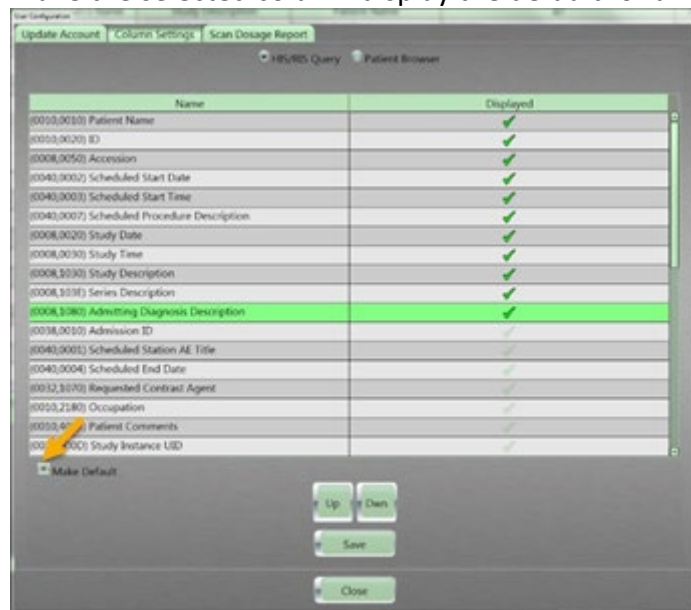 User Configuration
Update Account Column Settings Scan Dosage Report
HIS/RIS Query Patient Browser
Name Displayed
(0010,0010) Patient Name
(0010,0020) ID
(0008,0050) Accession
(0040,0002) Scheduled Start Date
(0040,0003) Scheduled Start Time
(0040,0007) Scheduled Procedure Description
(0008,0020) Study Date
(0008,0030) Study Time
(0008,1030) Study Description
(0008,103E) Series Description
(0008,1080) Admitting Diagnosis Description
(0038,0010) Admission ID
(0040,0001) Scheduled Station AE Title
(0040,0004) Scheduled End Date
(0032,1070) Requested Contrast Agent
(0010,2180) Occupation
Patient Comments
Study Instance UID
Make Default
Up Dwn
Save
Close